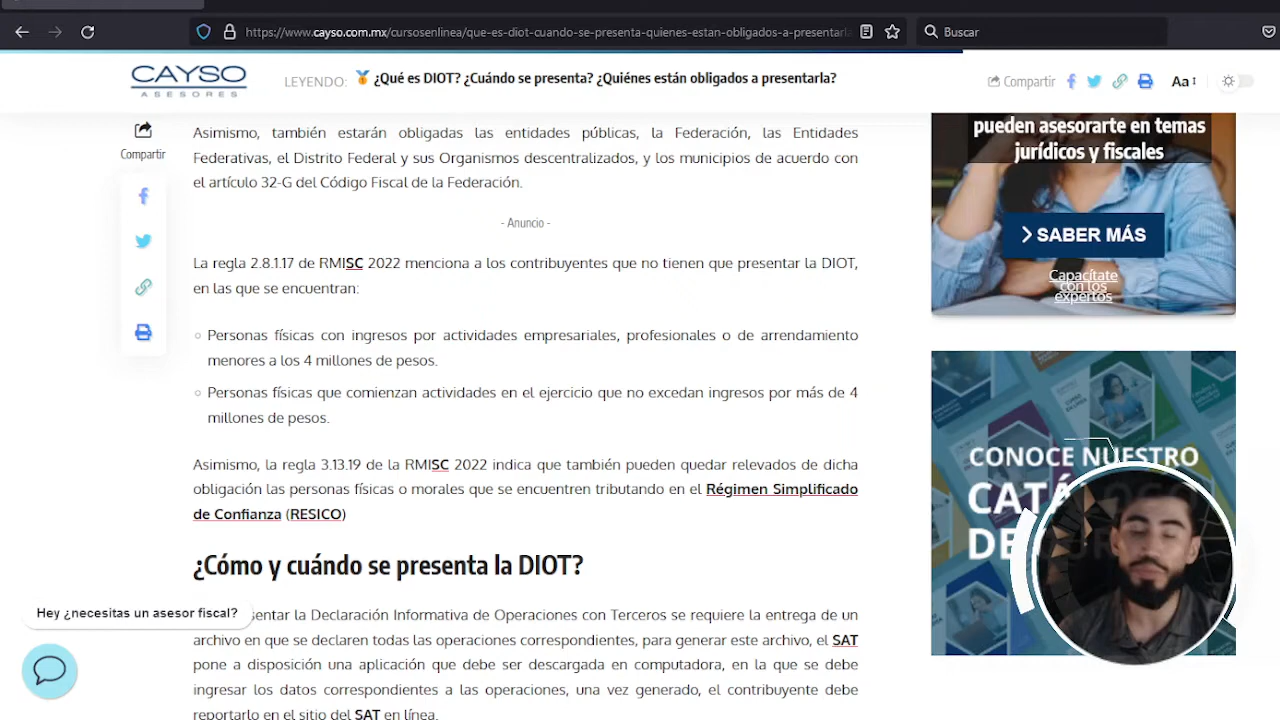 https://www.cayso.com.mx/cursosenlinea/que-es-diot-cuando-se-presenta-quienes-estan-obligados-a-presentarla
Buscar
CAYSO
ASESORES
LEYENDO: 🥇 ¿Qué es DIOT? ¿Cuándo se presenta? ¿Quiénes están obligados a presentarla?
Compartir
Aa
Compartir
Asimismo, también estarán obligadas las entidades públicas, la Federación, las Entidades
Federativas, el Distrito Federal y sus Organismos descentralizados, y los municipios de acuerdo con
el artículo 32-G del Código Fiscal de la Federación.
- Anuncio -
La regla 2.8.1.17 de RMISC 2022 menciona a los contribuyentes que no tienen que presentar la DIOT,
en las que se encuentran:
Personas físicas con ingresos por actividades empresariales, profesionales o de arrendamiento
menores a los 4 millones de pesos.
Personas físicas que comienzan actividades en el ejercicio que no excedan ingresos por más de 4
millones de pesos.
Asimismo, la regla 3.13.19 de la RMISC 2022 indica que también pueden quedar relevados de dicha
obligación las personas físicas o morales que se encuentren tributando en el Régimen Simplificado
de Confianza (RESICO)
¿Cómo y cuándo se presenta la DIOT?
sentar la Declaración Informativa de Operaciones con Terceros se requiere la entrega de un
archivo en que se declaren todas las operaciones correspondientes, para generar este archivo, el SAT
pone a disposición una aplicación que debe ser descargada en computadora, en la que se debe
ingresar los datos correspondientes a las operaciones, una vez generado, el contribuyente debe
reportarlo en el sitio del SAT en línea.
Hey ¿necesitas un asesor fiscal?
pueden asesorarte en temas
jurídicos y fiscales
SABER MÁS
Capacítate
con los
expertos
CONOCE NUESTRO
CATÁ
DE